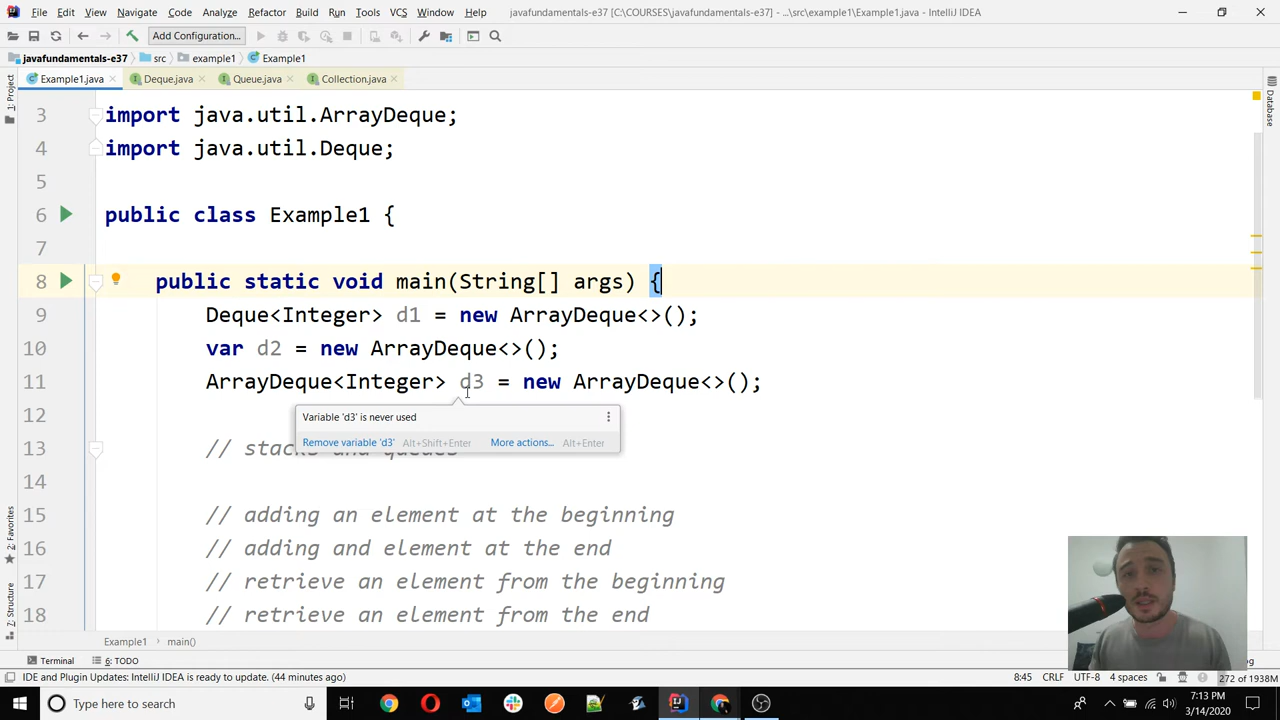 File Edit View Navigate Code Analyze Refactor Build Run Tools VCS Window Help javafundamentals-e37 [C:\COURSES\javafundamentals-e37] - ...\src\example1\Example1.java - IntelliJ IDEA
Add Configuration...
javafundamentals-e37 src example1 Example1
Example1.java Deque.java Queue.java Collection.java
1: Project
Database
3 import java.util.ArrayDeque;
4 import java.util.Deque;
5
6 public class Example1 {
7
8 public static void main(String[] args) {
9 Deque<Integer> d1 = new ArrayDeque<>();
10 var d2 = new ArrayDeque<>();
11 ArrayDeque<Integer> d3 = new ArrayDeque<>();
12
Variable 'd3' is never used
Remove variable 'd3' Alt+Shift+Enter More actions... Alt+Enter
13 // stacks and queues
14
15 // adding an element at the beginning
16 // adding and element at the end
17 // retrieve an element from the beginning
18 // retrieve an element from the end
2: Favorites
7: Structure
Example1 main()
Terminal 6: TODO
IDE and Plugin Updates: IntelliJ IDEA is ready to update. (44 minutes ago) 8:45 CRLF UTF-8 4 spaces 272 of 1938M
Type here to search
7:13 PM
3/14/2020